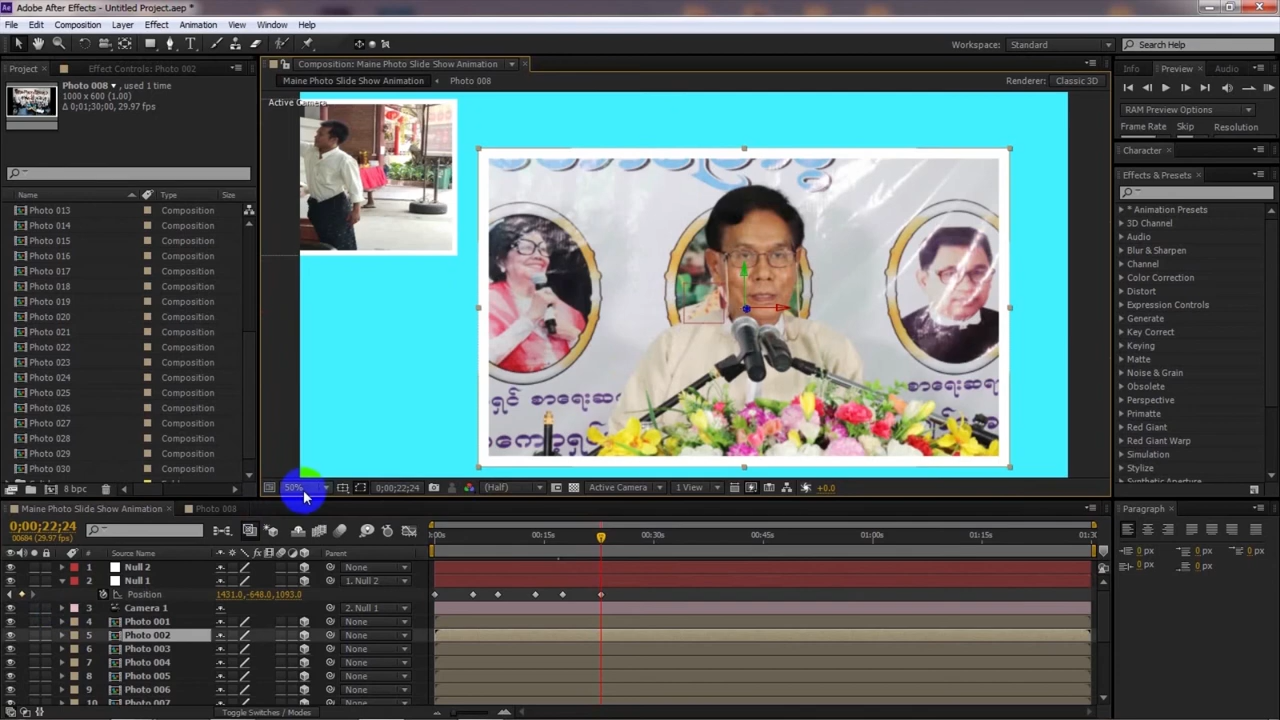 Adobe After Effects - Untitled Project.aep *
File Edit Composition Layer Effect Animation View Window Help
Workspace: Standard Search Help
Project Effect Controls: Photo 002
Composition: Maine Photo Slide Show Animation
Info Preview Audio
Photo 008 , used 1 time
1000 x 600 (1.00)
Δ 0;01;30;00, 29.97 fps
Maine Photo Slide Show Animation Photo 008
Renderer: Classic 3D
Active Camera
RAM Preview Options
Frame Rate Skip Resolution
Character
Effects & Presets
Name Type Size
Photo 013 Composition
Photo 014 Composition
Photo 015 Composition
Photo 016 Composition
Photo 017 Composition
Photo 018 Composition
Photo 019 Composition
Photo 020 Composition
Photo 021 Composition
Photo 022 Composition
Photo 023 Composition
Photo 024 Composition
Photo 025 Composition
Photo 026 Composition
Photo 027 Composition
Photo 028 Composition
Photo 029 Composition
Photo 030 Composition
* Animation Presets
3D Channel
Audio
Blur & Sharpen
Channel
Color Correction
Distort
Expression Controls
Generate
Key Correct
Keying
Matte
Noise & Grain
Obsolete
Perspective
Primatte
Red Giant
Red Giant Warp
Simulation
Stylize
8 bpc
50% 0;00;22;24 (Half) Active Camera 1 View +0.0
Maine Photo Slide Show Animation Photo 008
Paragraph
0;00;22;24
00684 (29.97 fps)
:00s 00:15s 00:30s 00:45s 01:00s 01:15s 01:30s
# Source Name Parent
1 Null 2 None
2 Null 1 1. Null 2
Position 1431.0,-648.0,1093.0
3 Camera 1 2. Null 1
4 Photo 001 None
5 Photo 002 None
6 Photo 003 None
7 Photo 004 None
8 Photo 005 None
9 Photo 006 None
10 Photo 007 None
0 px 0 px 0 px
0 px 0 px
Toggle Switches / Modes